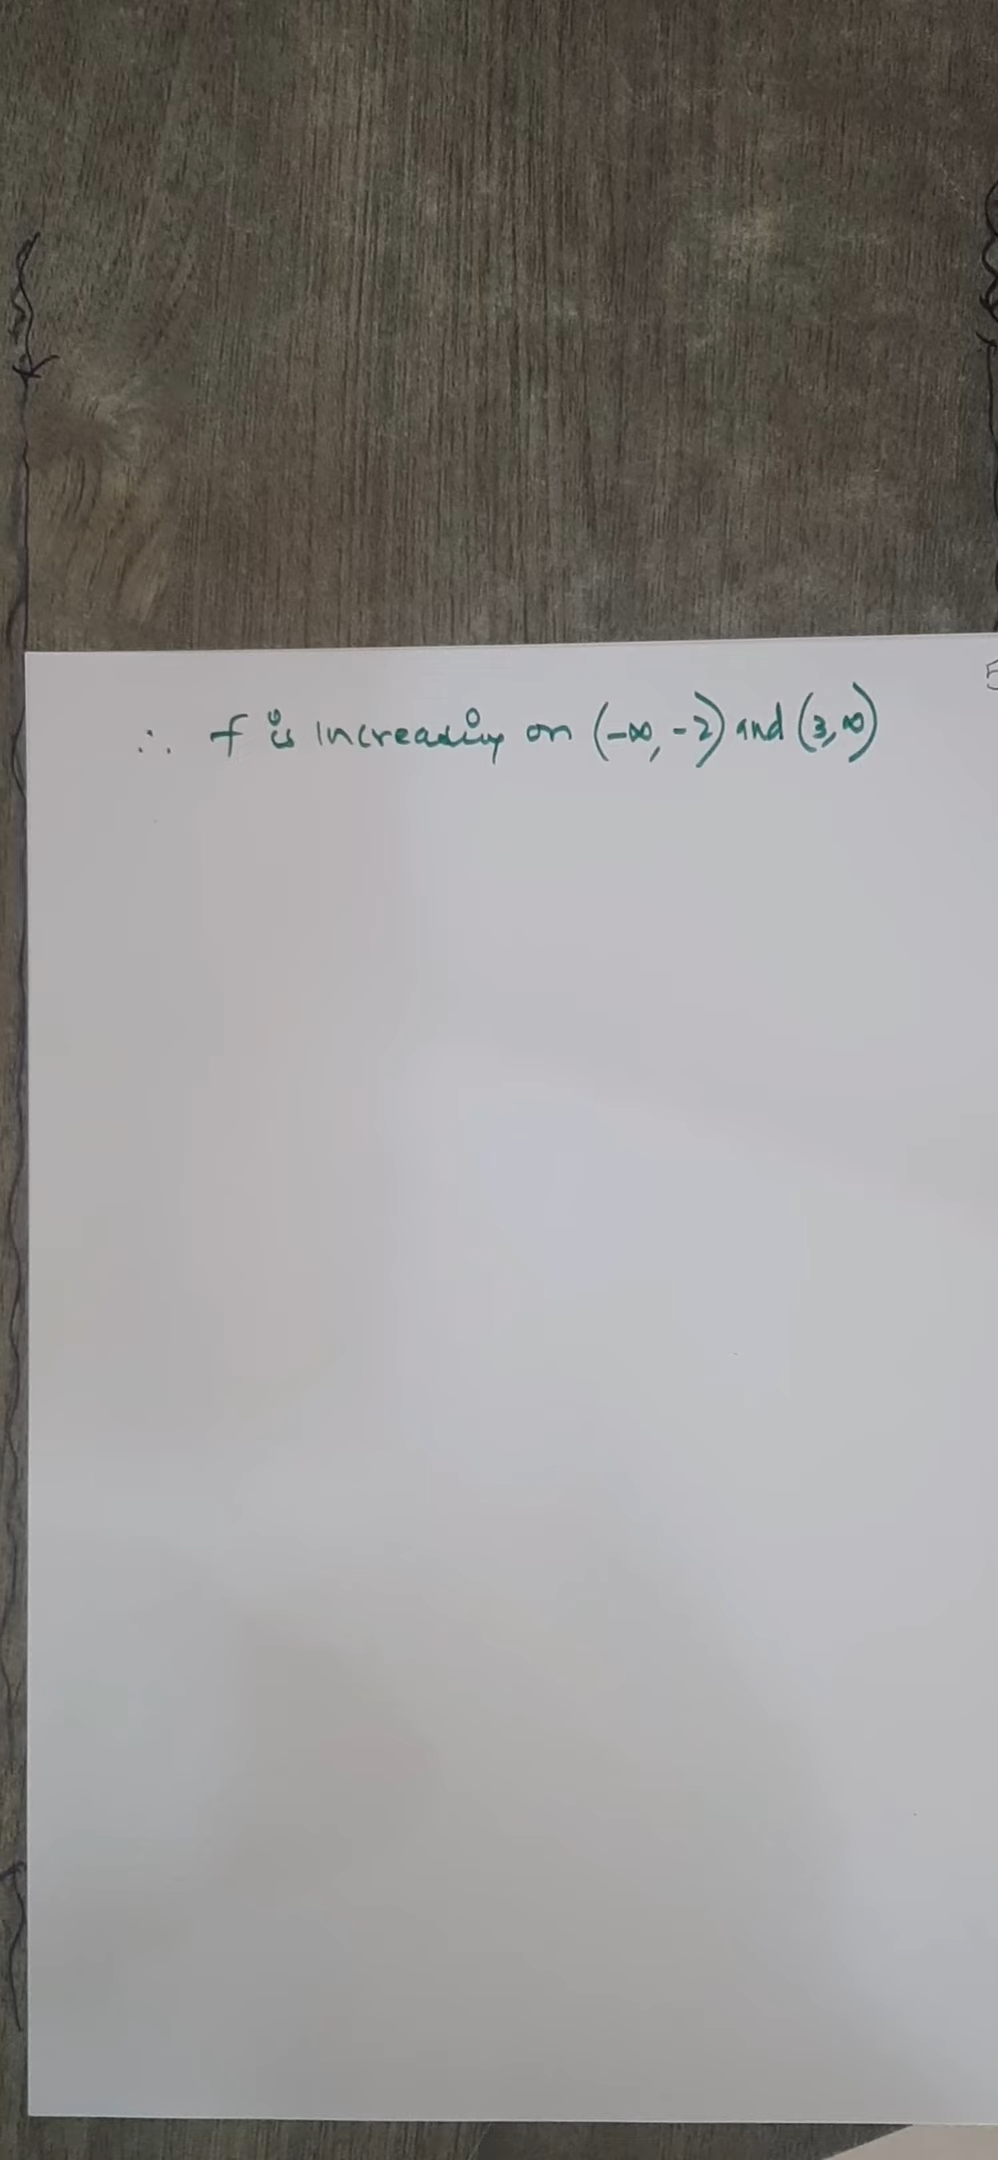 ∴ f is increasing on (-∞, -2) and (3, ∞)